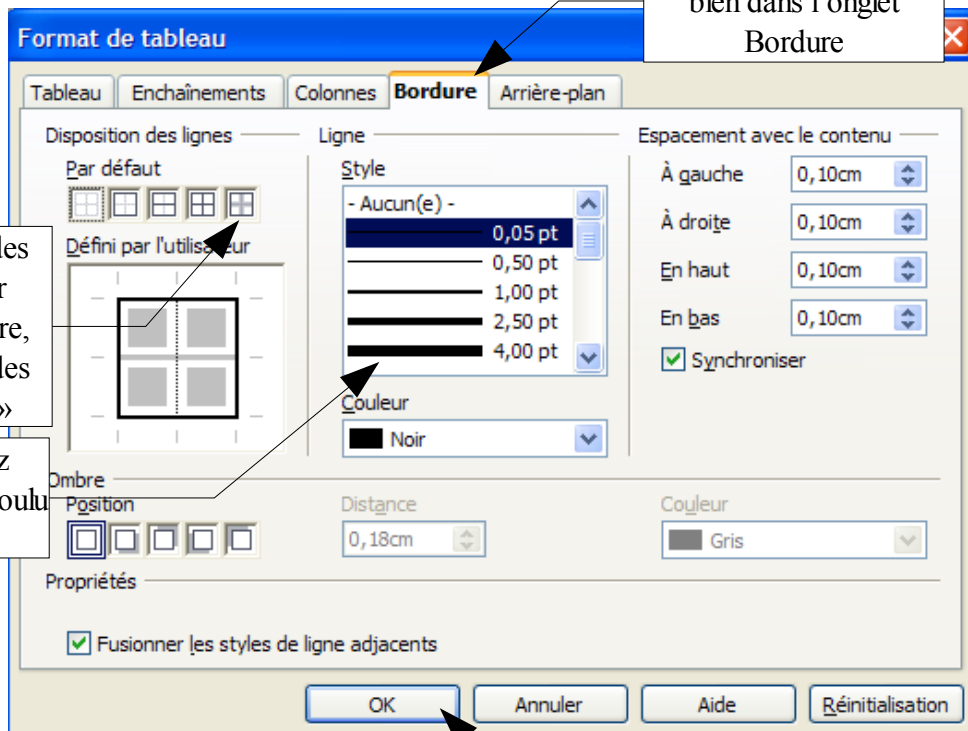 bien dans l'onglet
Bordure
Format de tableau
Tableau Enchaînements Colonnes Bordure Arrière-plan
Disposition des lignes Ligne Espacement avec le contenu
Par défaut Style À gauche 0,10cm
- Aucun(e) -
0,05 pt À droite 0,10cm
Défini par l'utilisateur 0,50 pt En haut 0,10cm
1,00 pt
2,50 pt En bas 0,10cm
4,00 pt Synchroniser
les
r
re,
des
»
Couleur
Noir
z
oulu
Ombre
Position Distance Couleur
0,18cm Gris
Propriétés
Fusionner les styles de ligne adjacents
OK Annuler Aide Réinitialisation